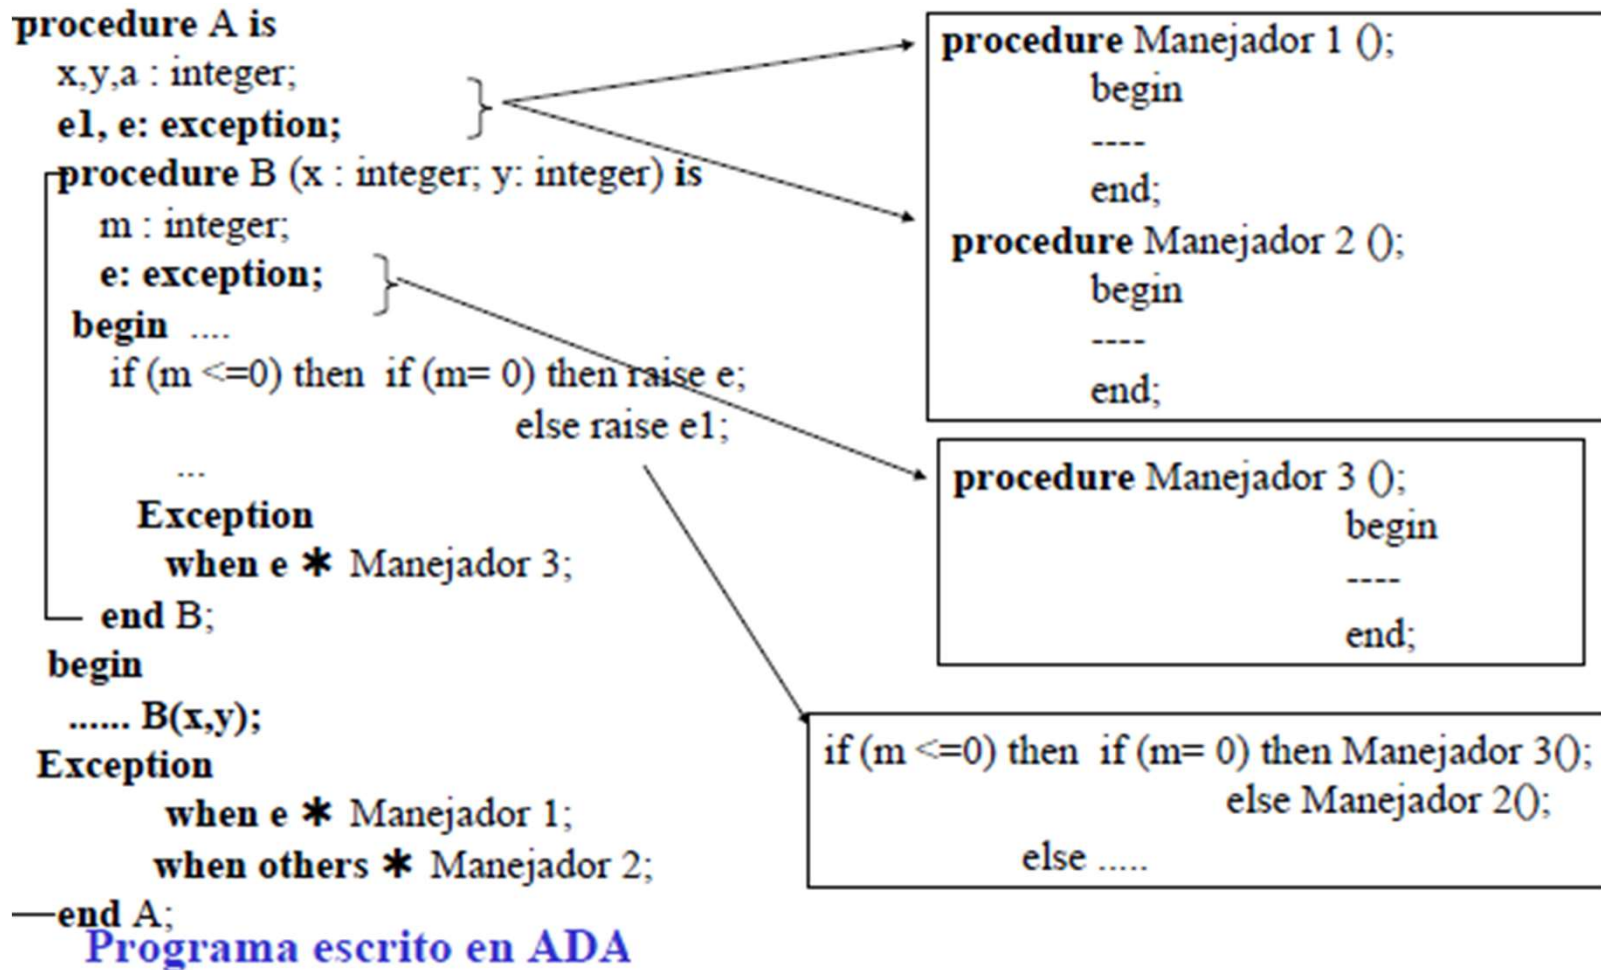 procedure A is
x,y,a : integer;
e1, e: exception;
procedure B (x : integer; y: integer) is
m : integer;
e: exception;
begin ....
if (m <=0) then if (m= 0) then raise e;
else raise e1;
...
Exception
when e ✱ Manejador 3;
end B;
begin
...... B(x,y);
Exception
when e ✱ Manejador 1;
when others ✱ Manejador 2;
end A;
Programa escrito en ADA
procedure Manejador 1 ();
begin
----
end;
procedure Manejador 2 ();
begin
----
end;
procedure Manejador 3 ();
begin
----
end;
if (m <=0) then if (m= 0) then Manejador 3();
else Manejador 2();
else .....